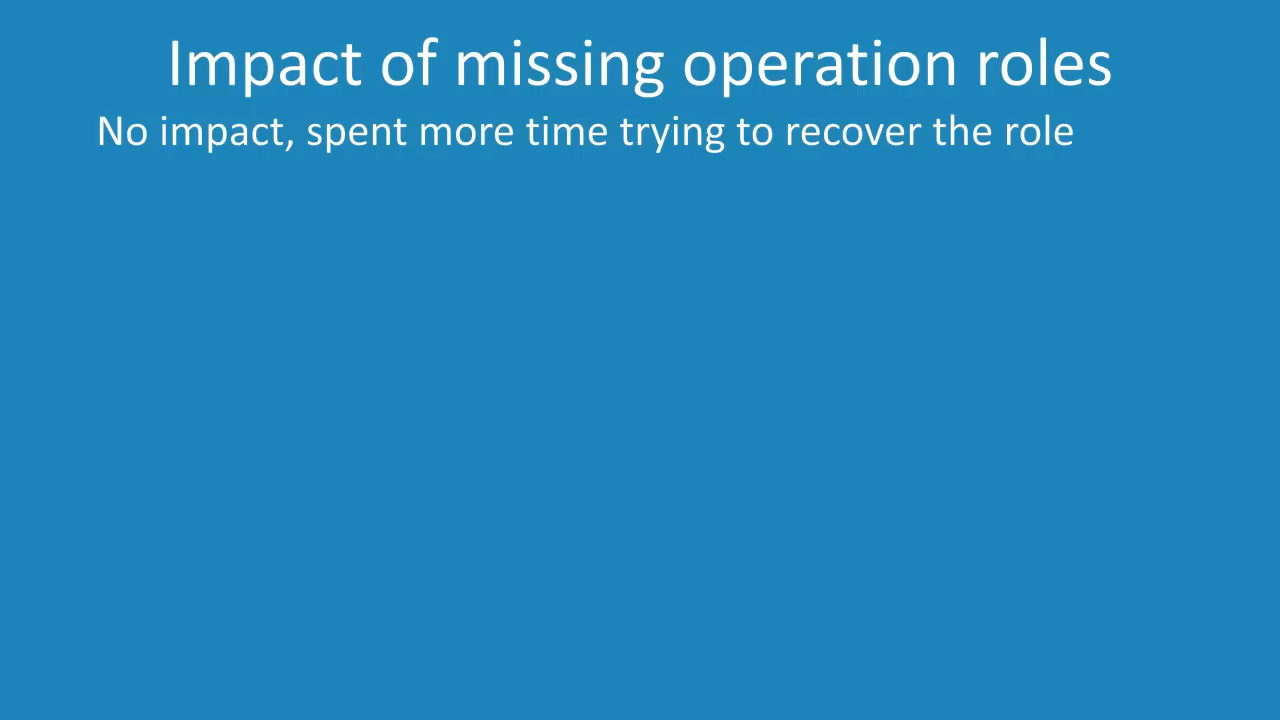 Impact of missing operation roles
No impact, spent more time trying to recover the role